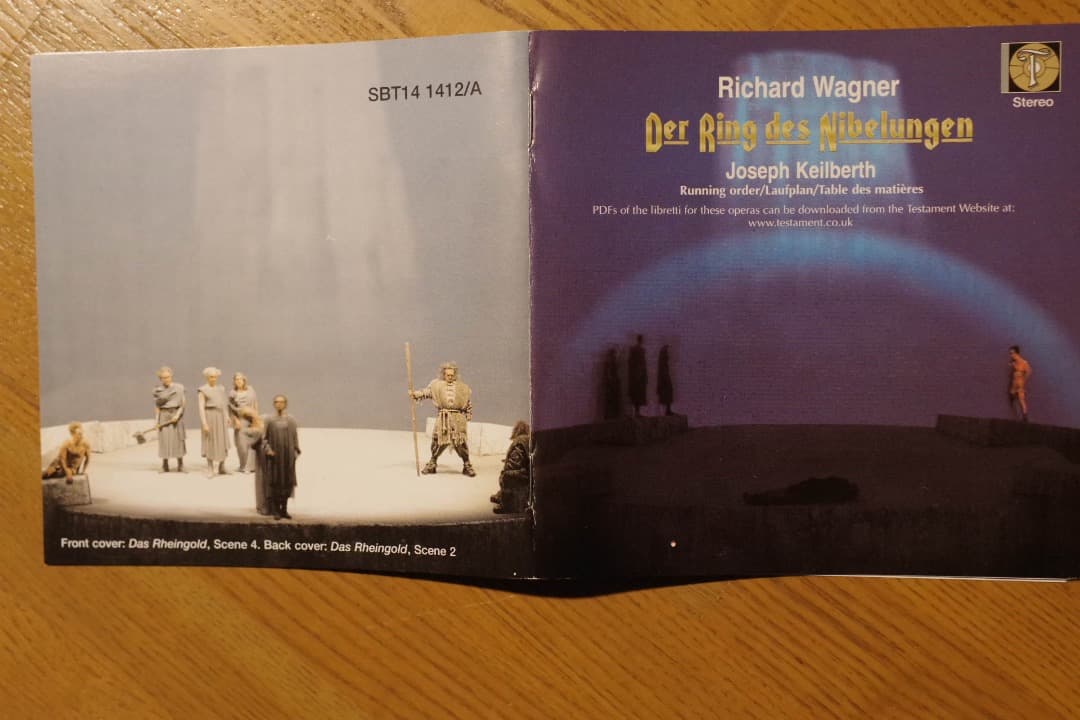 SBT14 1412/A
Front cover: Das Rheingold, Scene 4. Back cover: Das Rheingold, Scene 2
T
Stereo
Richard Wagner
Der Ring des Nibelungen
Joseph Keilberth
Running order/Laufplan/Table des matières
PDFs of the libretti for these operas can be downloaded from the Testament Website at:
www.testament.co.uk